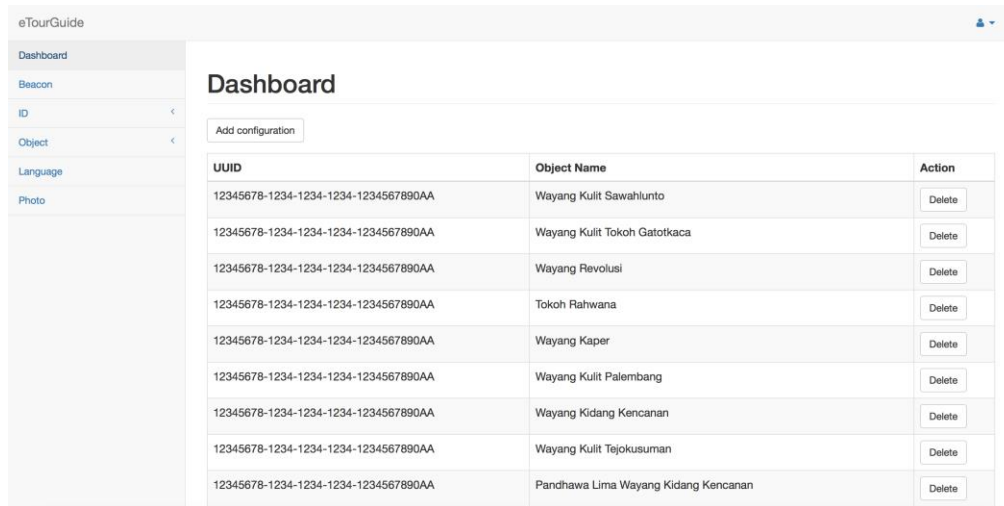 eTourGuide
Dashboard
Beacon
ID
Object
Language
Photo
Dashboard
Add configuration
UUID Object Name Action
12345678-1234-1234-1234-1234567890AA Wayang Kulit Sawahlunto Delete
12345678-1234-1234-1234-1234567890AA Wayang Kulit Tokoh Gatotkaca Delete
12345678-1234-1234-1234-1234567890AA Wayang Revolusi Delete
12345678-1234-1234-1234-1234567890AA Tokoh Rahwana Delete
12345678-1234-1234-1234-1234567890AA Wayang Kaper Delete
12345678-1234-1234-1234-1234567890AA Wayang Kulit Palembang Delete
12345678-1234-1234-1234-1234567890AA Wayang Kidang Kencanan Delete
12345678-1234-1234-1234-1234567890AA Wayang Kulit Tejokusuman Delete
12345678-1234-1234-1234-1234567890AA Pandhawa Lima Wayang Kidang Kencanan Delete